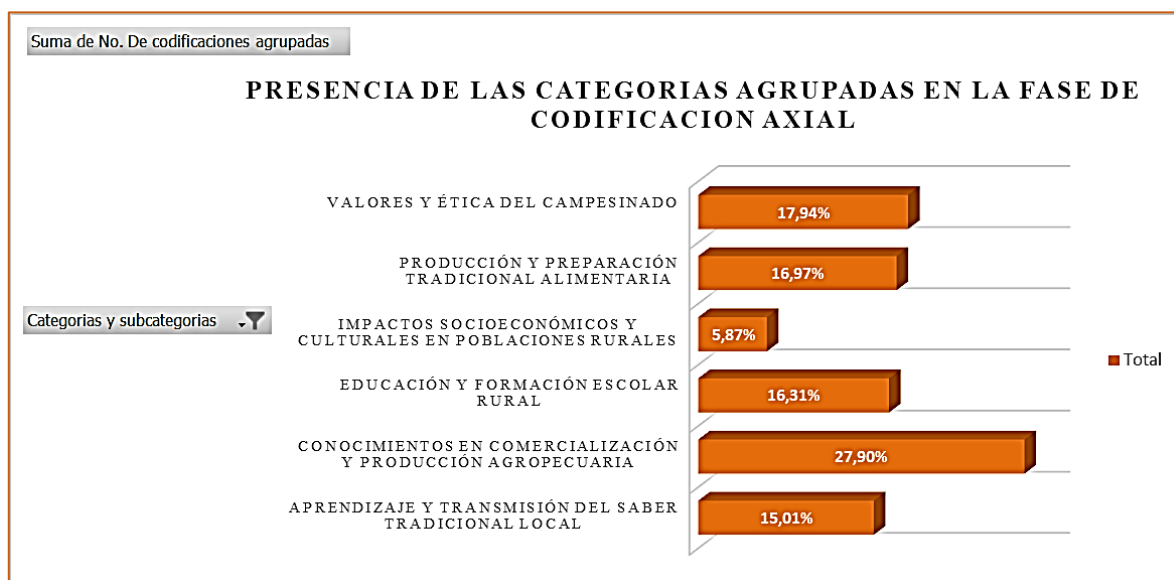 Suma de No. De codificaciones agrupadas
PRESENCIA DE LAS CATEGORIAS AGRUPADAS EN LA FASE DE
CODIFICACION AXIAL
VALORES Y ÉTICA DEL CAMPESINADO
17,94%
PRODUCCIÓN Y PREPARACIÓN
TRADICIONAL ALIMENTARIA
16,97%
Categorias y subcategorias
IMPACTOS SOCIOECONÓMICOS Y
CULTURALES EN POBLACIONES RURALES
5,87%
Total
EDUCACIÓN Y FORMACIÓN ESCOLAR
RURAL
16,31%
CONOCIMIENTOS EN COMERCIALIZACIÓN
Y PRODUCCIÓN AGROPECUARIA
27,90%
APRENDIZAJE Y TRANSMISIÓN DEL SABER
TRADICIONAL LOCAL
15,01%